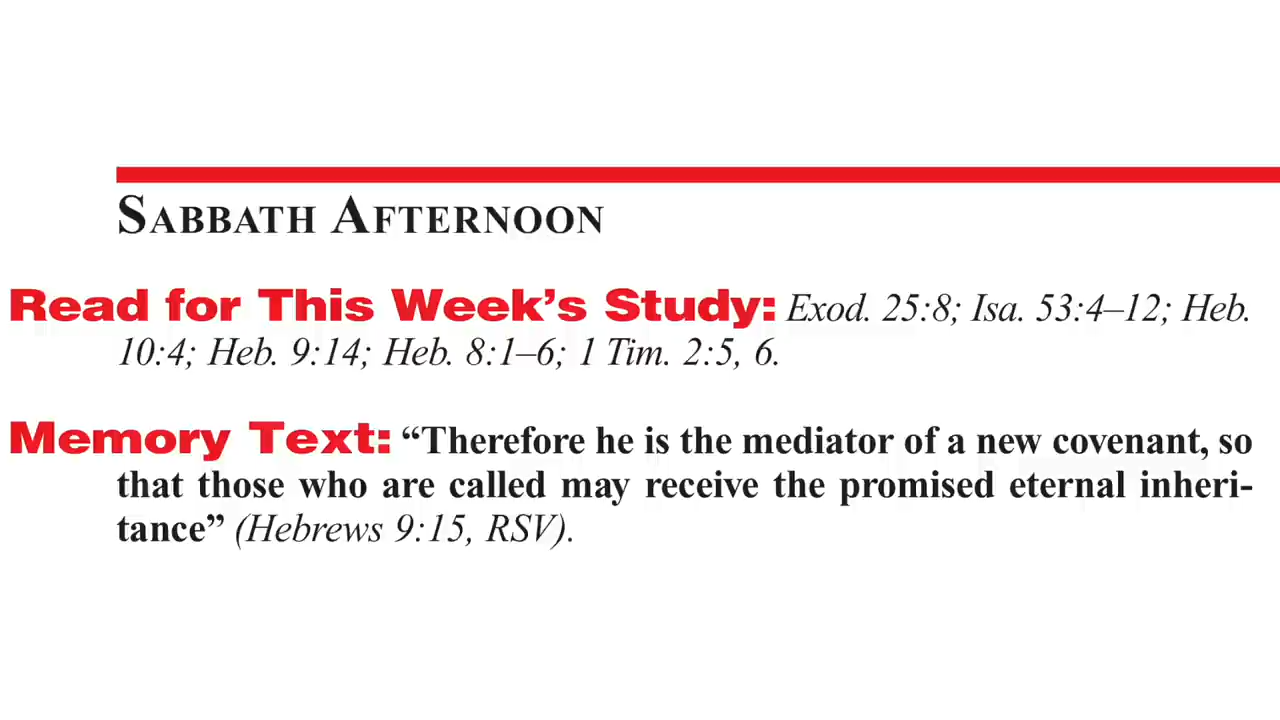 SABBATH AFTERNOON
Read for This Week's Study: Exod. 25:8; Isa. 53:4–12; Heb.
10:4; Heb. 9:14; Heb. 8:1–6; 1 Tim. 2:5, 6.
Memory Text: “Therefore he is the mediator of a new covenant, so
that those who are called may receive the promised eternal inheri-
tance” (Hebrews 9:15, RSV).